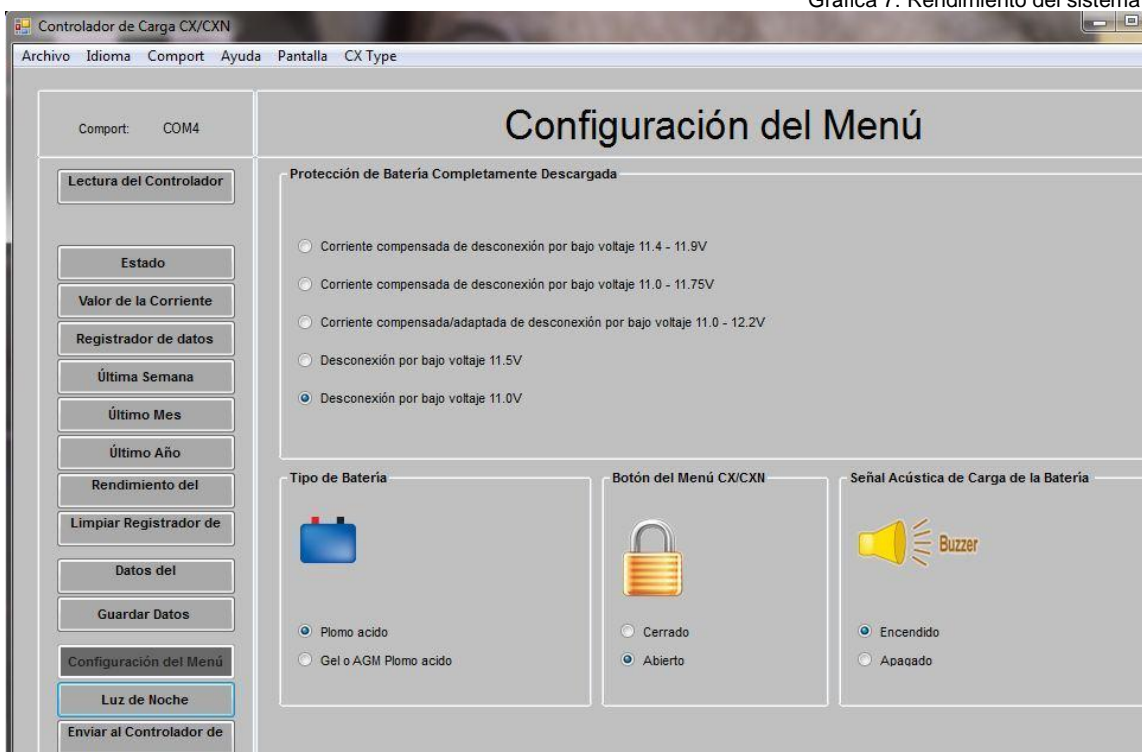 Gráfica 7. Rendimiento del sistema
Controlador de Carga CX/CXN
Archivo Idioma Comport Ayuda Pantalla CX Type
Comport: COM4
Configuración del Menú
Lectura del Controlador
Estado
Valor de la Corriente
Registrador de datos
Última Semana
Último Mes
Último Año
Rendimiento del
Limpiar Registrador de
Datos del
Guardar Datos
Configuración del Menú
Luz de Noche
Enviar al Controlador de
Protección de Batería Completamente Descargada
Corriente compensada de desconexión por bajo voltaje 11.4 - 11.9V
Corriente compensada de desconexión por bajo voltaje 11.0 - 11.75V
Corriente compensada/adaptada de desconexión por bajo voltaje 11.0 - 12.2V
Desconexión por bajo voltaje 11.5V
Desconexión por bajo voltaje 11.0V
Tipo de Batería
Plomo acido
Gel o AGM Plomo acido
Botón del Menú CX/CXN
Cerrado
Abierto
Señal Acústica de Carga de la Batería
Buzzer
Encendido
Apagado